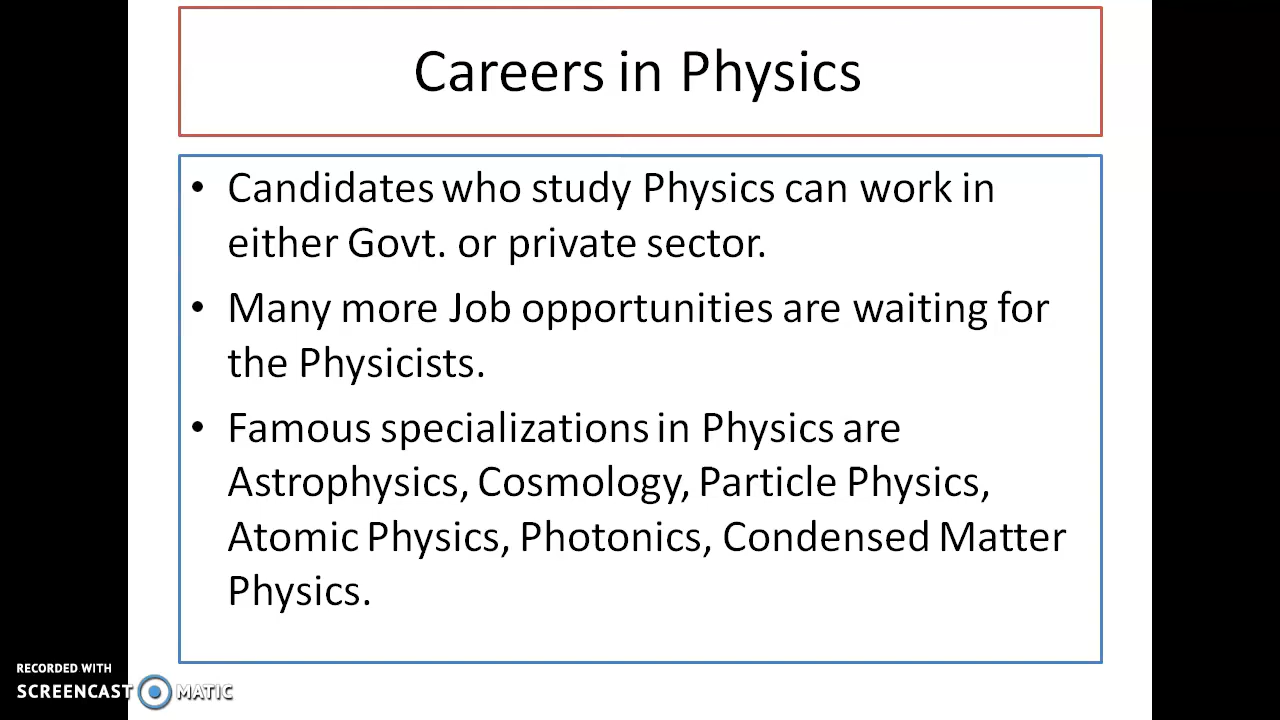 Careers in Physics
• Candidates who study Physics can work in
either Govt. or private sector.
• Many more Job opportunities are waiting for
the Physicists.
• Famous specializations in Physics are
Astrophysics, Cosmology, Particle Physics,
Atomic Physics, Photonics, Condensed Matter
Physics.
RECORDED WITH
SCREENCAST MATIC